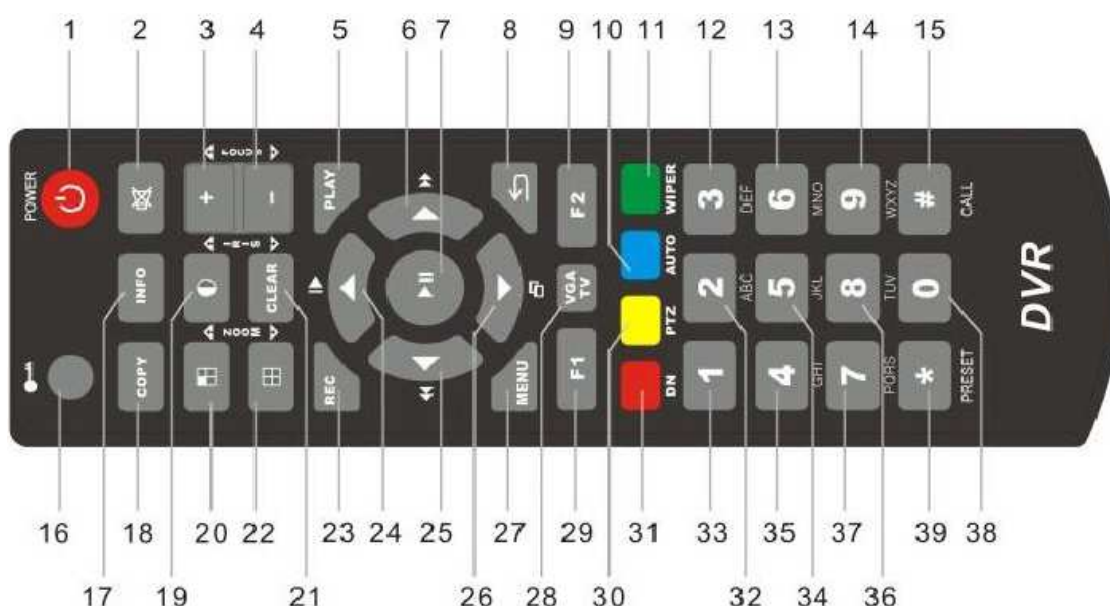 1 2 3 4 5 6 7 8 9 10 11 12 13 14 15
POWER
FOCUS
+
-
PLAY
F2
WIPER
3
DEF
6
MNO
9
WXYZ
#
CALL
INFO
IRIS
CLEAR
VGA
TV
AUTO
PTZ
2
ABC
5
JKL
8
TUV
0
DVR
COPY
ZOOM
REC
MENU
F1
DN
1
4
GHI
7
PQRS
*
PRESET
16 18 20 22 23 24 25 27 29 31 33 35 37 39 38
17 19 21 26 28 30 32 34 36